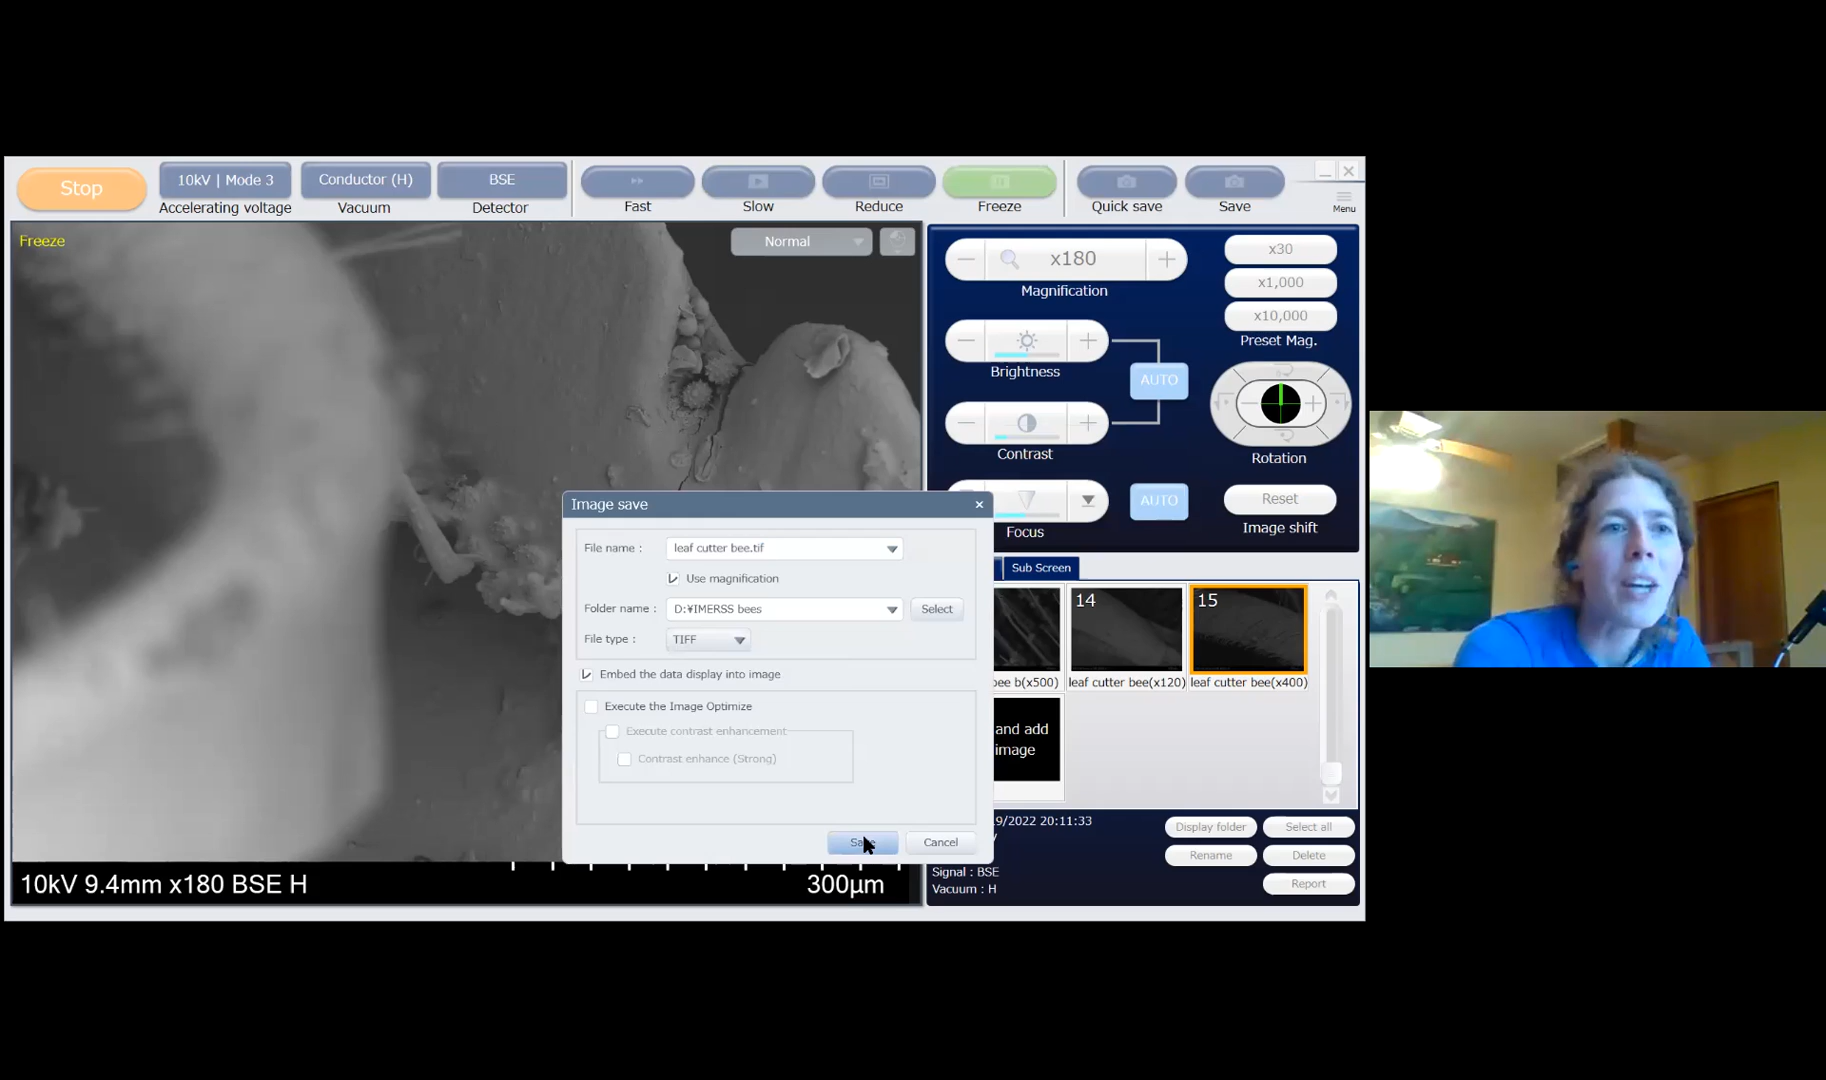 Stop
10kV | Mode 3
Accelerating voltage
Conductor (H)
Vacuum
BSE
Detector
Fast
Slow
Reduce
Freeze
Quick save
Save
Menu
Freeze
Normal
x180
Magnification
x30
x1,000
x10,000
Preset Mag.
Brightness
AUTO
Contrast
Rotation
AUTO
Focus
Reset
Image shift
Image save
File name :
leaf cutter bee.tif
Use magnification
Folder name :
D:¥IMERSS bees
Select
File type :
TIFF
Embed the data display into image
Execute the Image Optimize
Execute contrast enhancement
Contrast enhance (Strong)
Cancel
Sub Screen
14
15
bee b(x500)
leaf cutter bee(x120)
leaf cutter bee(x400)
and add
image
9/2022 20:11:33
Signal : BSE
Vacuum : H
Display folder
Select all
Rename
Delete
Report
10kV 9.4mm x180 BSE H
300µm